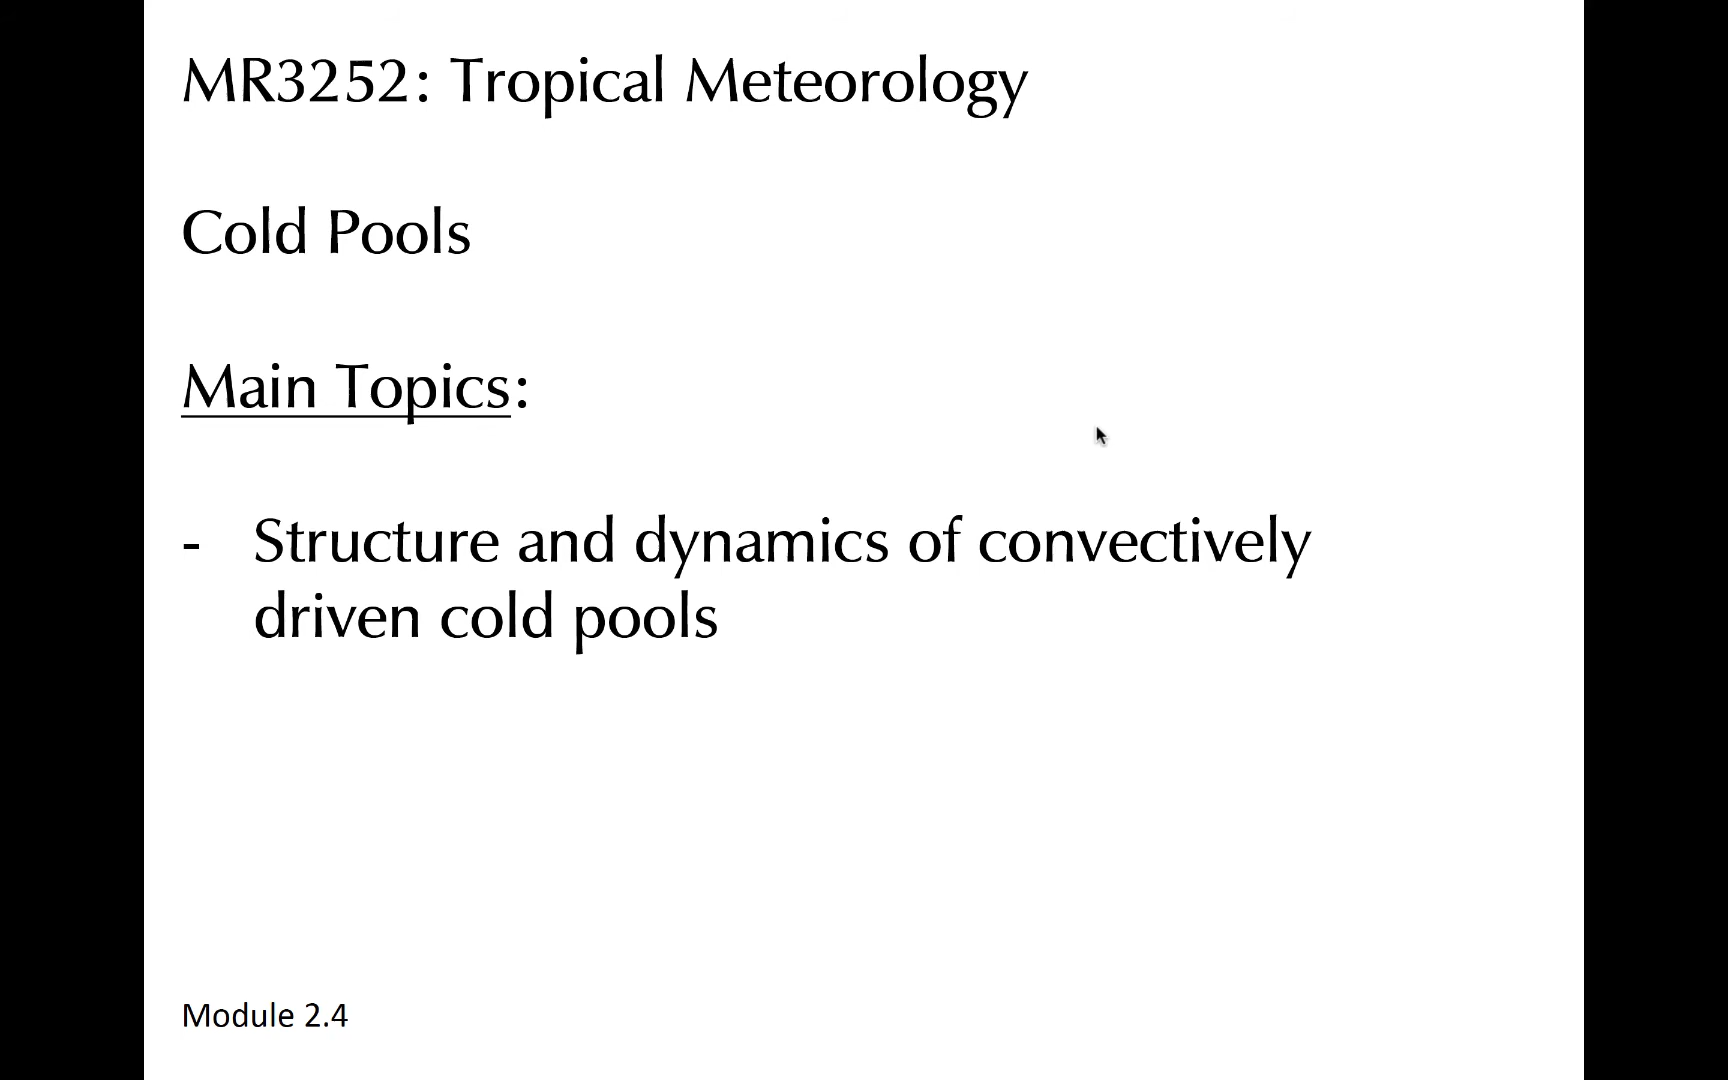 MR3252: Tropical Meteorology
Cold Pools
Main Topics:
- Structure and dynamics of convectively
driven cold pools
Module 2.4